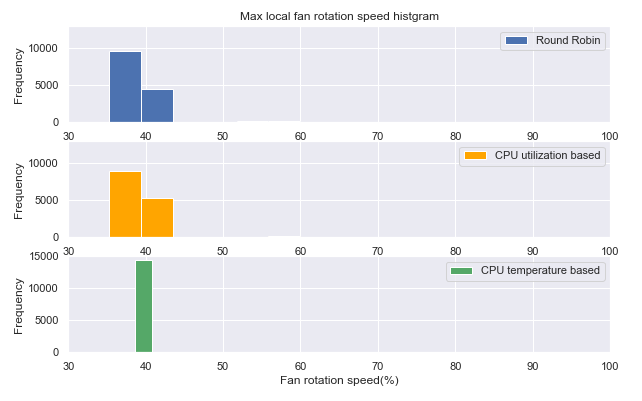 Max local fan rotation speed histgram
Frequency
10000
5000
0
Round Robin
30 40 50 60 70 80 90 100
Frequency
10000
5000
0
CPU utilization based
30 40 50 60 70 80 90 100
Frequency
15000
10000
5000
0
CPU temperature based
30 40 50 60 70 80 90 100
Fan rotation speed(%)